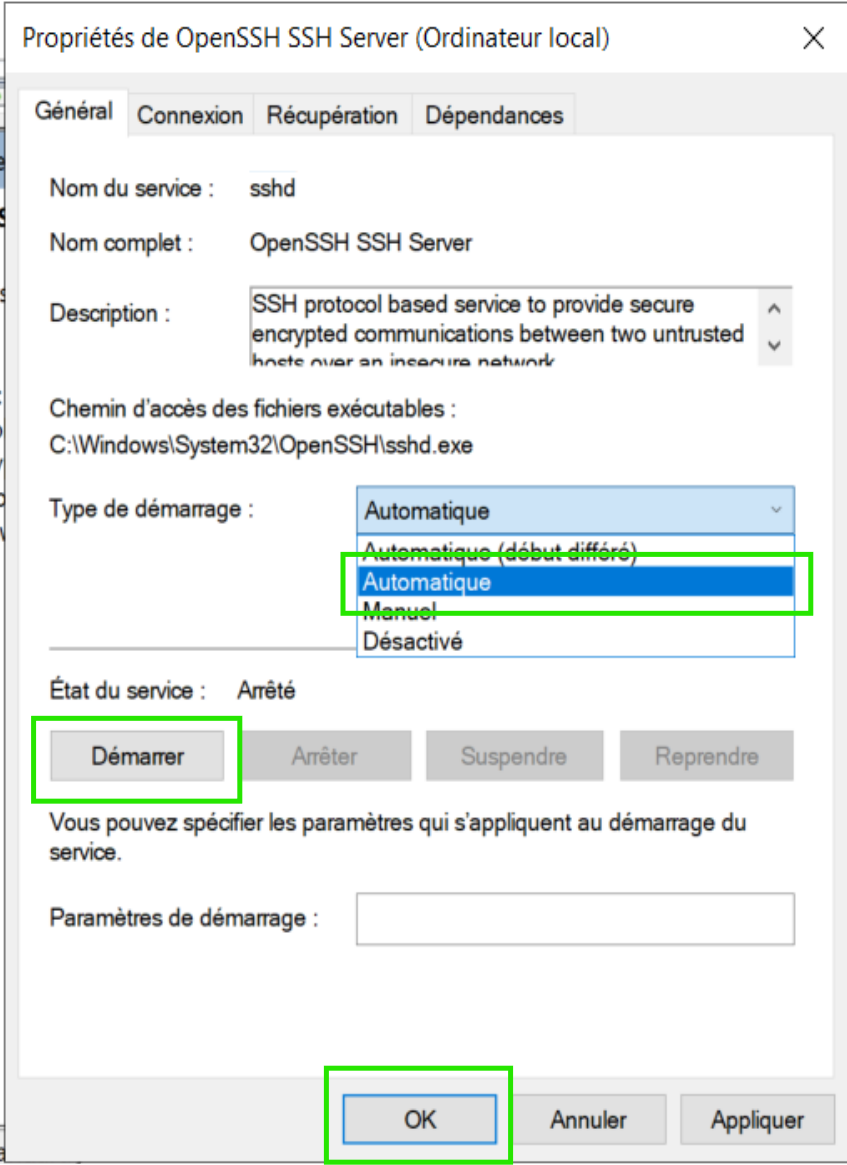 Propriétés de OpenSSH SSH Server (Ordinateur local)
Général Connexion Récupération Dépendances
Nom du service : sshd
Nom complet : OpenSSH SSH Server
Description : SSH protocol based service to provide secure
encrypted communications between two untrusted
hosts over an insecure network
Chemin d'accès des fichiers exécutables :
C:\Windows\System32\OpenSSH\sshd.exe
Type de démarrage : Automatique
Automatique (début différé)
Automatique
Manuel
Désactivé
État du service : Arrêté
Démarrer Arrêter Suspendre Reprendre
Vous pouvez spécifier les paramètres qui s'appliquent au démarrage du
service.
Paramètres de démarrage :
OK Annuler Appliquer